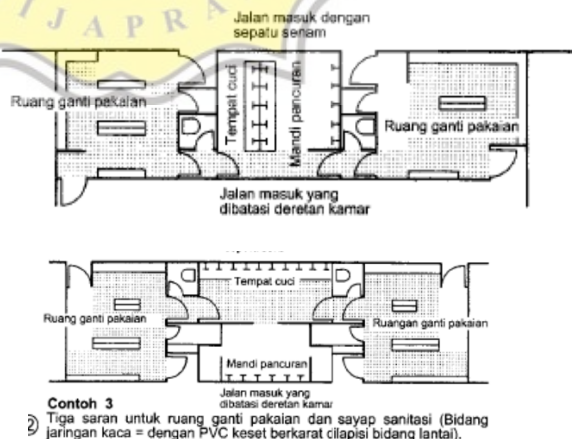 IJAPRA
Jalan masuk dengan
sepatu senam
Ruang ganti pakaian
Tempat cuci
Mandi pancuran
Ruang ganti pakaian
Jalan masuk yang
dibatasi deretan kamar
Tempat cuci
Ruang ganti pakaian
Ruangan ganti pakaian
Mandi pancuran
Jalan masuk yang
dibatasi deretan kamar
Contoh 3
② Tiga saran untuk ruang ganti pakaian dan sayap sanitasi (Bidang
jaringan kaca = dengan PVC keset berkarat dilapisi bidang lantai).